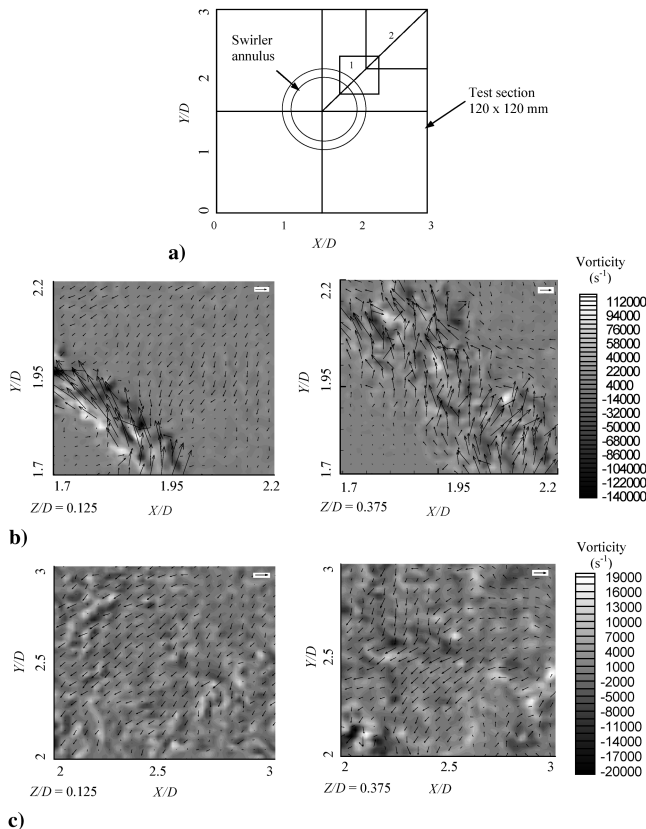 3
2
1
0
Y/D
Swirler
annulus
1
2
Test section
120 x 120 mm
0
1
2
3
X/D
a)
2.2
1.95
1.7
Y/D
1.7
1.95
2.2
Z/D = 0.125
X/D
2.2
1.95
1.7
Y/D
1.7
1.95
2.2
Z/D = 0.375
X/D
Vorticity
(s⁻¹)
112000
94000
76000
58000
40000
22000
4000
-14000
-32000
-50000
-68000
-86000
-104000
-122000
-140000
b)
3
2.5
2
Y/D
2
2.5
3
Z/D = 0.125
X/D
3
2.5
2
Y/D
2
2.5
3
Z/D = 0.375
X/D
Vorticity
(s⁻¹)
19000
16000
13000
10000
7000
4000
1000
-2000
-5000
-8000
-11000
-14000
-17000
-20000
c)